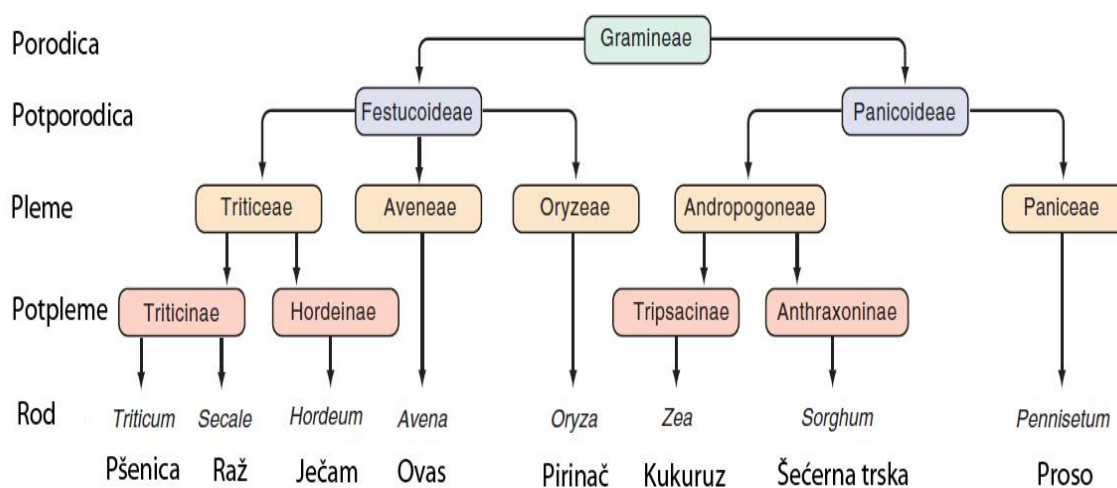 Porodica Gramineae
Potporodica Festucoideae Panicoideae
Pleme Triticeae Aveneae Oryzeae Andropogoneae Paniceae
Potpleme Triticinae Hordeinae Tripsacinae Anthraxoninae
Rod Triticum Secale Hordeum Avena Oryza Zea Sorghum Pennisetum
Pšenica Raž Ječam Ovas Pirinač Kukuruz Šećerna trska Proso